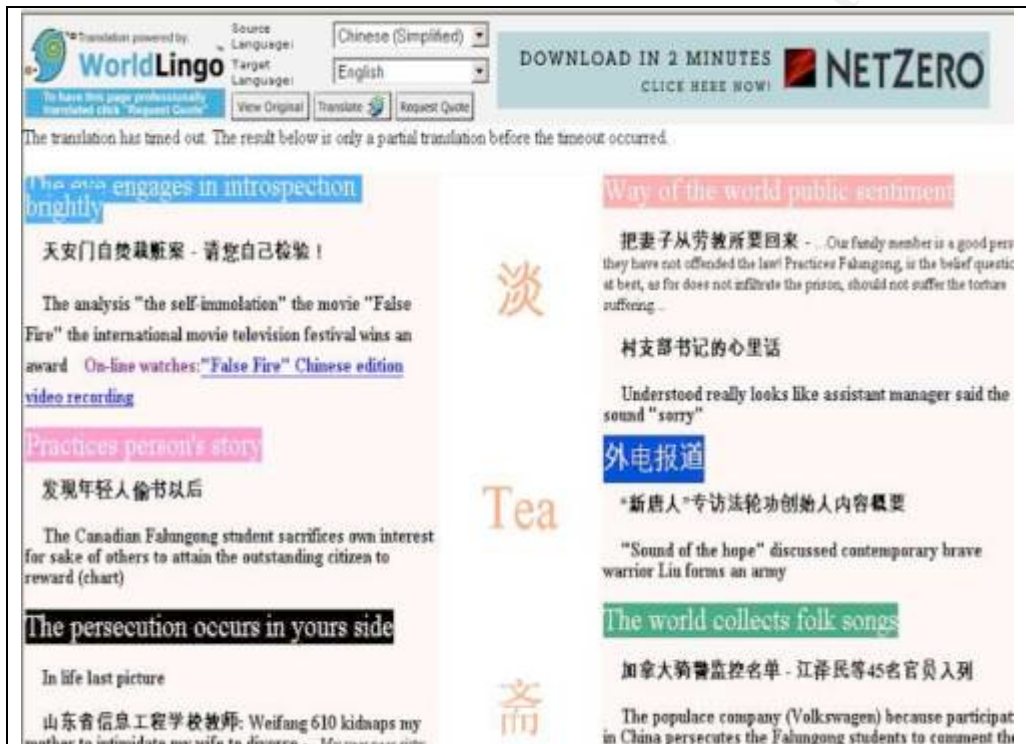 Translation powered by
WorldLingo
To have this page professionally
translated click "Request Quote"
Source
Language:
Chinese (Simplified)
Target
Language:
English
View Original
Translate
Request Quote
DOWNLOAD IN 2 MINUTES
CLICK HERE NOW!
NETZERO
The translation has timed out. The result below is only a partial translation before the timeout occurred.
The eye engages in introspection
brightly
天安门自焚栽赃案 - 请您自己检验！
The analysis "the self-immolation" the movie "False
Fire" the international movie television festival wins an
award On-line watches:"False Fire" Chinese edition
video recording
Practices person's story
发现年轻人偷书以后
The Canadian Falungong student sacrifices own interest
for sake of others to attain the outstanding citizen to
reward (chart)
The persecution occurs in yours side
In life last picture
山东省信息工程学校教师: Weifang 610 kidnaps my
mother to intimidate my wife to divorce
淡
Tea
斋
Way of the world public sentiment
把妻子从劳教所要回来 - ...Our family member is a good pers
they have not offended the law! Practices Falungong, is the belief questic
at best, as for does not infiltrate the prison, should not suffer the torture
suffering...
村支部书记的心里话
Understood really looks like assistant manager said the
sound "sorry"
外电报道
“新唐人”专访法轮功创始人内容概要
"Sound of the hope" discussed contemporary brave
warrior Liu forms an army
The world collects folk songs
加拿大骑警监控名单 - 江泽民等45名官员入列
The populace company (Volkswagen) because participat
in China persecutes the Falungong students to comment the